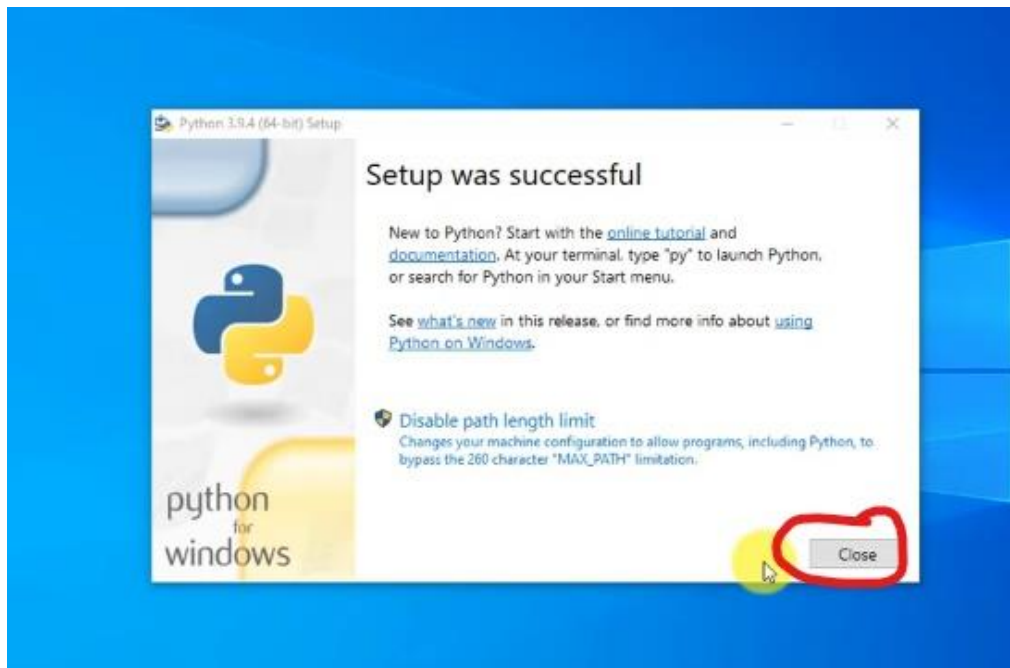 Python 3.9.4 (64-bit) Setup
Setup was successful
New to Python? Start with the online tutorial and
documentation. At your terminal, type "py" to launch Python,
or search for Python in your Start menu.
See what's new in this release, or find more info about using
Python on Windows.
Disable path length limit
Changes your machine configuration to allow programs, including Python, to
bypass the 260 character "MAX_PATH" limitation.
python
for
windows
Close